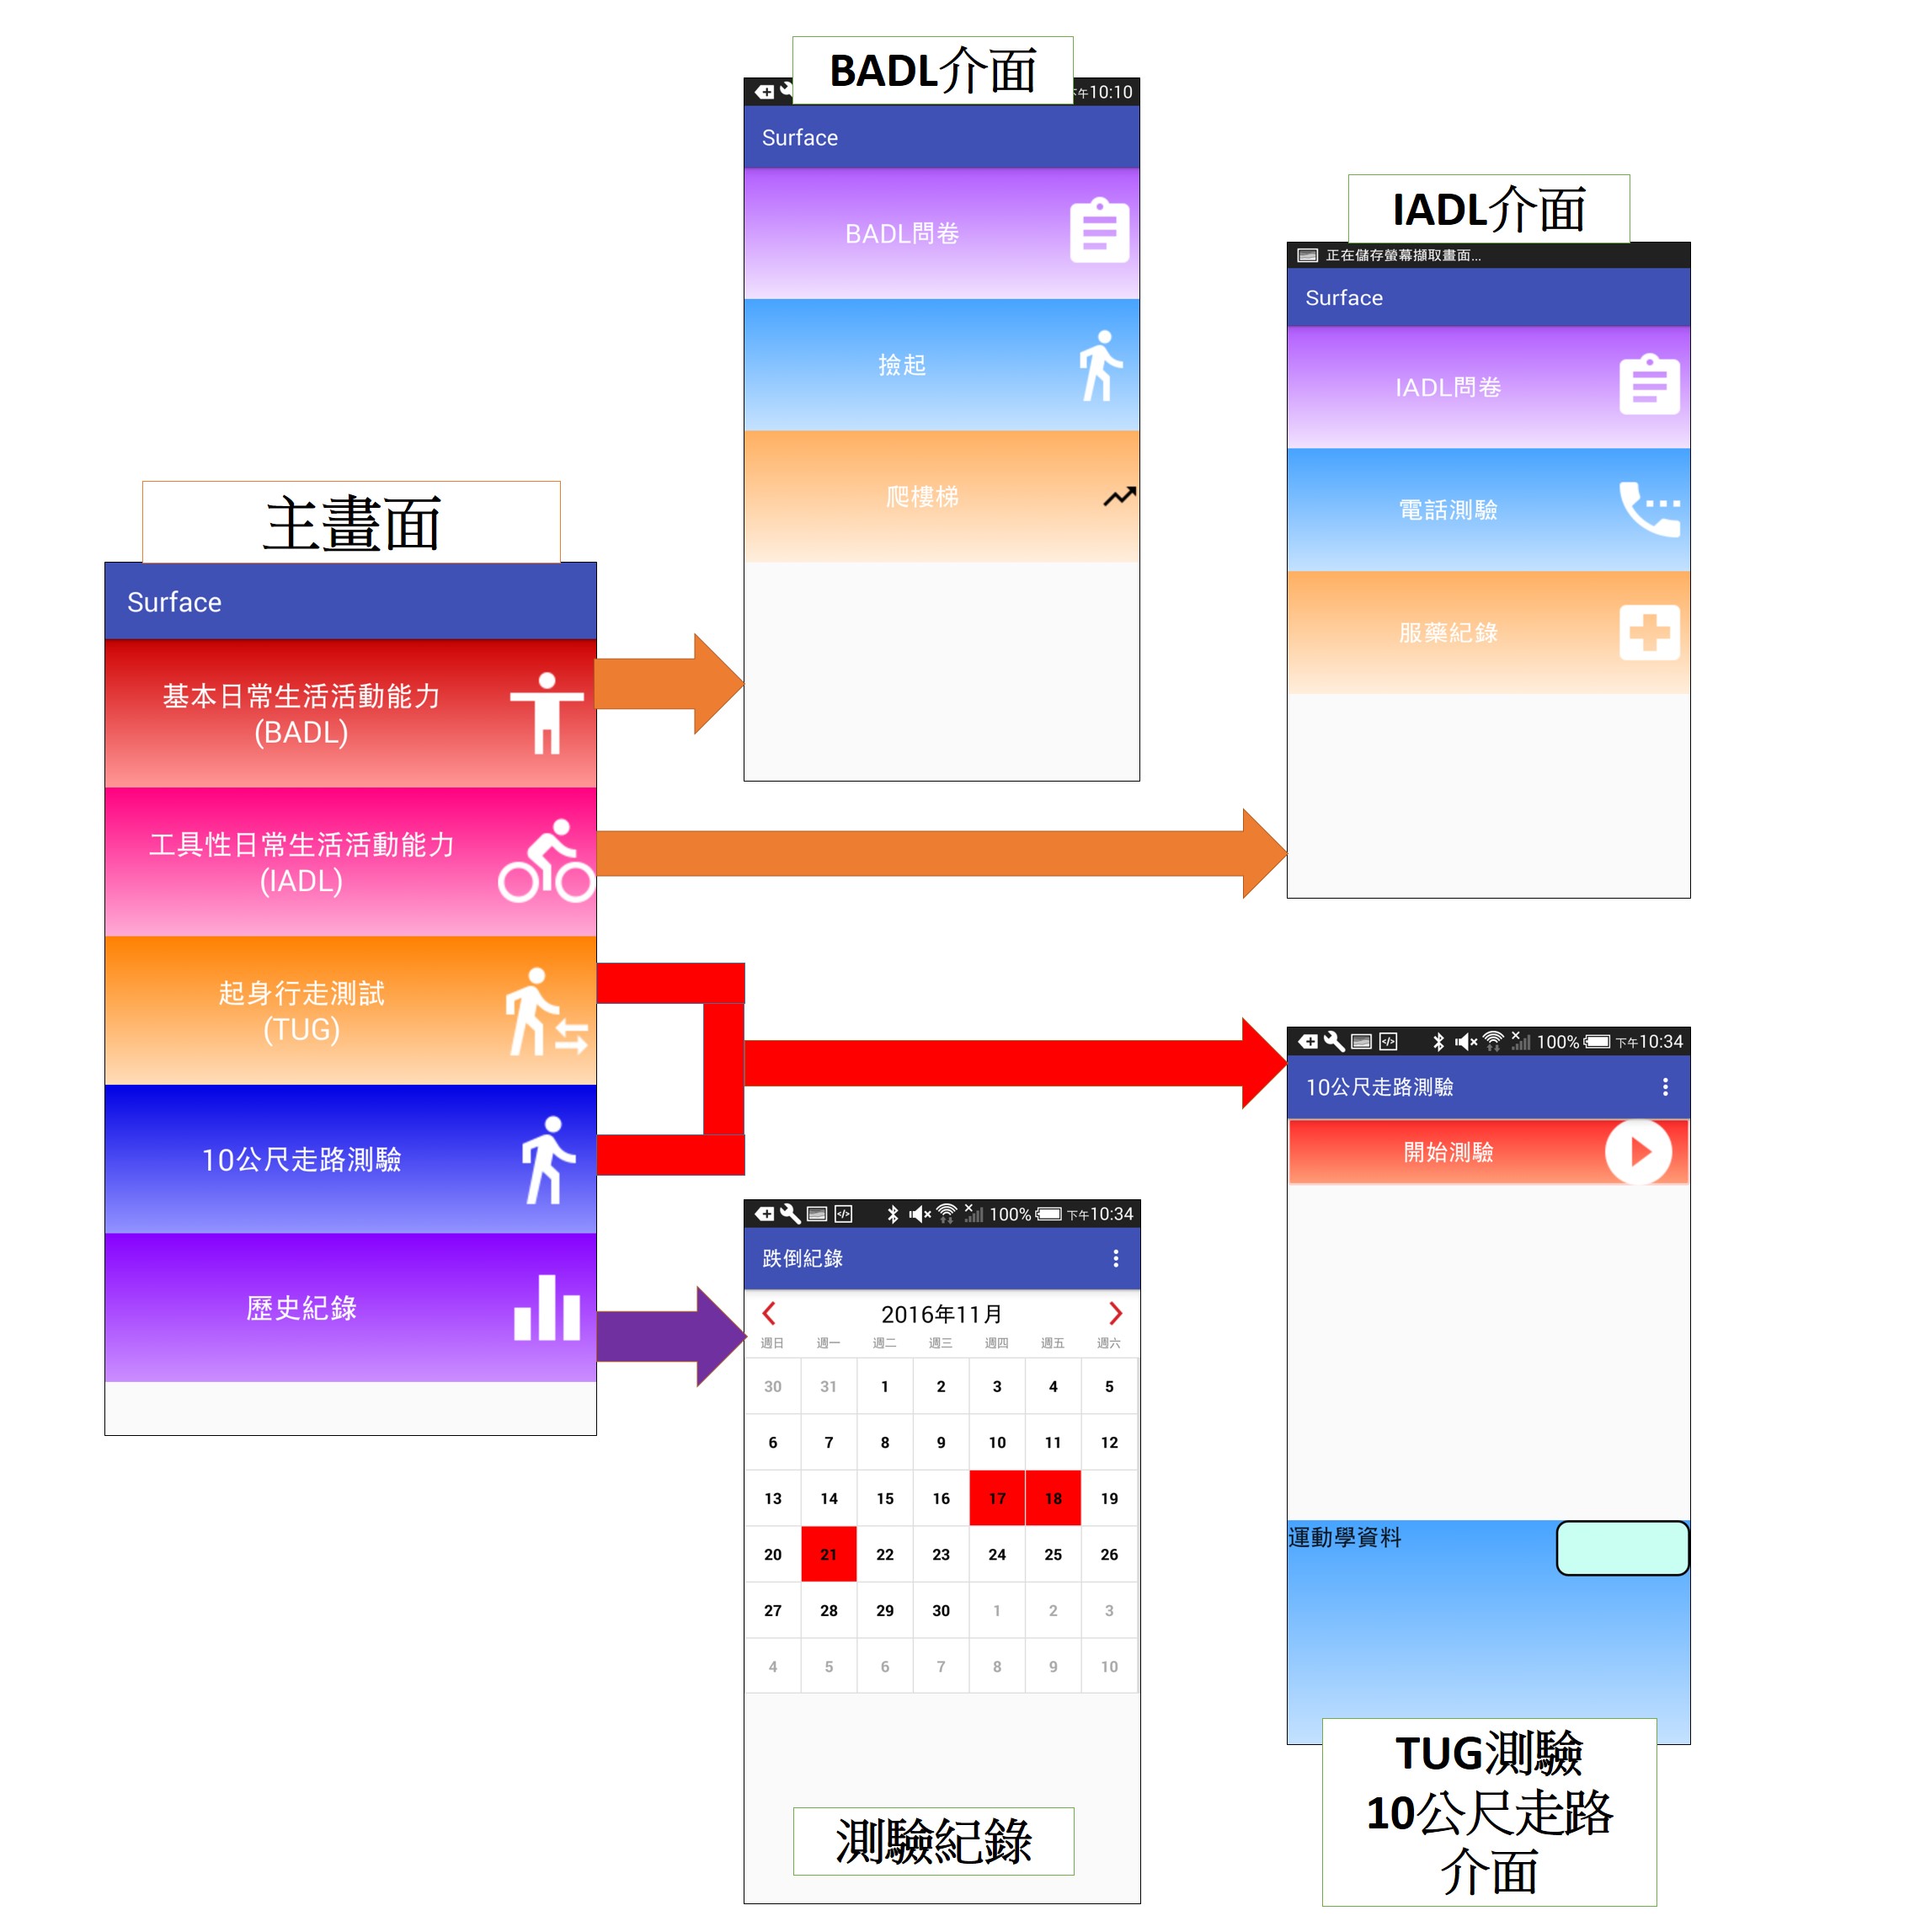 BADL介面
午10:10
Surface
BADL問卷
撿起
爬樓梯
IADL介面
正在儲存螢幕擷取畫面...
Surface
IADL問卷
電話測驗
服藥紀錄
主畫面
Surface
基本日常生活活動能力
(BADL)
工具性日常生活活動能力
(IADL)
起身行走測試
(TUG)
10公尺走路測驗
歷史紀錄
100% 下午10:34
跌倒紀錄
2016年11月
週日 週一 週二 週三 週四 週五 週六
30 31 1 2 3 4 5
6 7 8 9 10 11 12
13 14 15 16 17 18 19
20 21 22 23 24 25 26
27 28 29 30 1 2 3
4 5 6 7 8 9 10
測驗紀錄
100% 下午10:34
10公尺走路測驗
開始測驗
運動學資料
TUG測驗
10公尺走路
介面